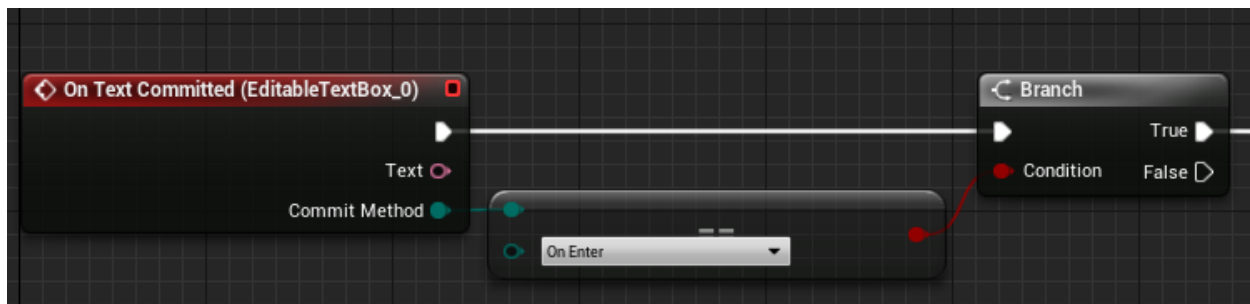 On Text Committed (EditableTextBox_0)
Branch
True
Text
Condition
False
Commit Method
==
On Enter